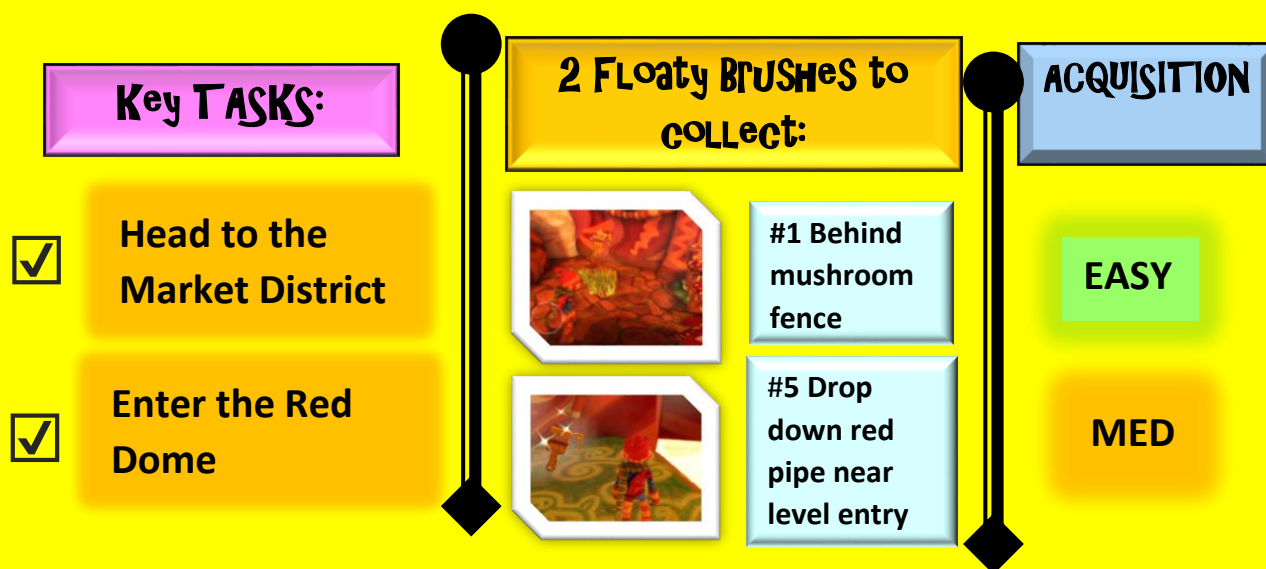 Key TASKS:
2 FLoaty BrusHes to
coLLect:
ACQUISITION
Head to the
Market District
#1 Behind
mushroom
fence
EASY
Enter the Red
Dome
#5 Drop
down red
pipe near
level entry
MED